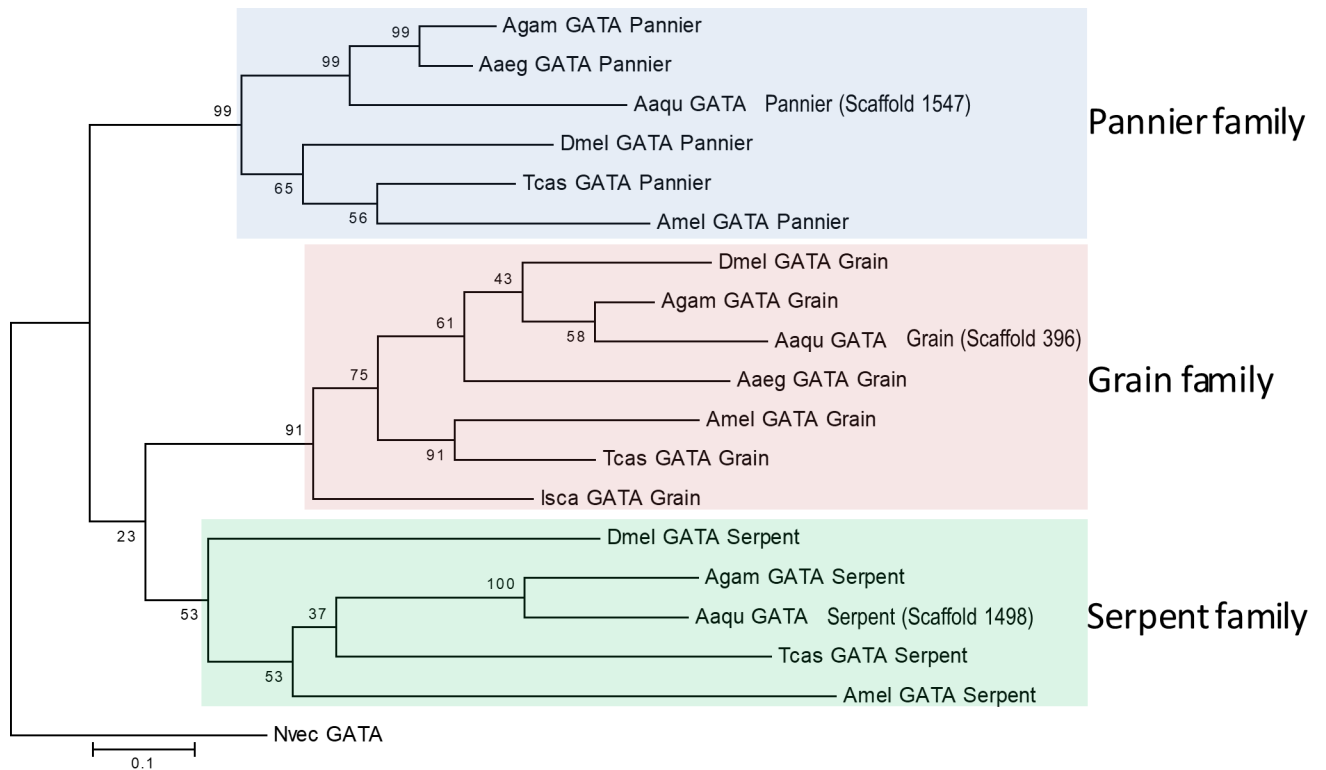 99 Agam GATA Pannier
99 Aaeg GATA Pannier
99 Aaqu GATA Pannier (Scaffold 1547)
Pannier family
Dmel GATA Pannier
65 Tcas GATA Pannier
56 Amel GATA Pannier
Dmel GATA Grain
43 Agam GATA Grain
61 58 Aaqu GATA Grain (Scaffold 396)
75 Aaeg GATA Grain
Grain family
91 Amel GATA Grain
91 Tcas GATA Grain
Isca GATA Grain
23 Dmel GATA Serpent
100 Agam GATA Serpent
53 37 Aaqu GATA Serpent (Scaffold 1498)
Serpent family
Tcas GATA Serpent
53 Amel GATA Serpent
Nvec GATA
0.1